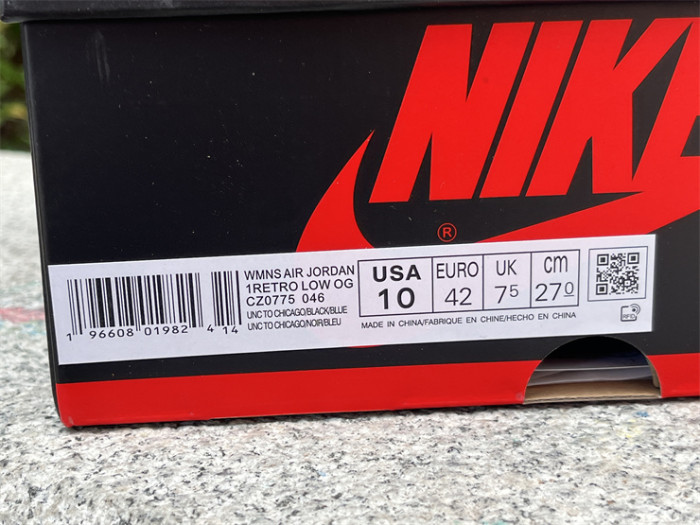 NIKE
®
WMNS AIR JORDAN
1RETRO LOW OG
CZ0775 046
UNC TO CHICAGO/BLACK/BLUE
UNC TO CHICAGO/NOIR/BLEU
1 96608 01982 4 14
USA EURO UK cm
10 42 75 270
MADE IN CHINA/FABRIQUE EN CHINE/HECHO EN CHINA
RFID